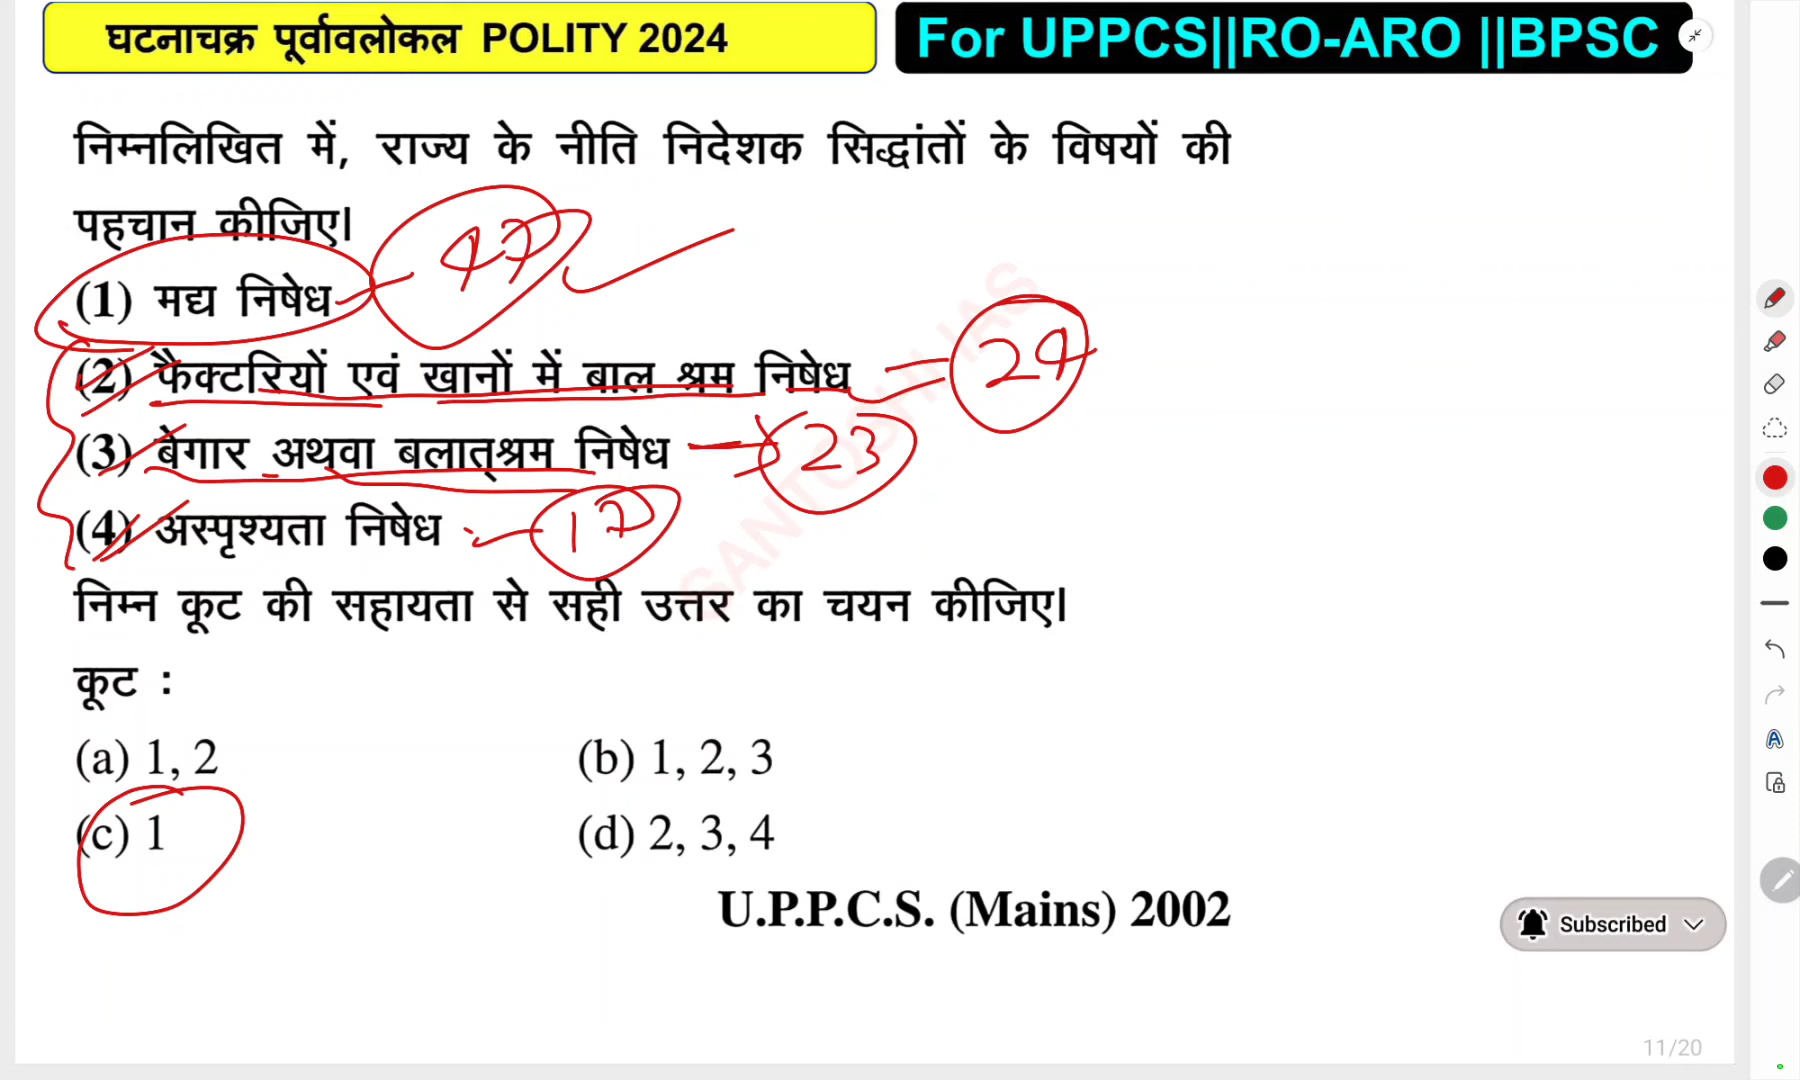 घटनाचक्र पूर्वावलोकल POLITY 2024
For UPPCS||RO-ARO ||BPSC
निम्नलिखित में, राज्य के नीति निदेशक सिद्धांतों के विषयों की
पहचान कीजिए।
47
(1) मद्य निषेध
(2) फैक्टरियों एवं खानों में बाल श्रम निषेध 24
(3) बेगार अथवा बलात्श्रम निषेध 23
(4) अस्पृश्यता निषेध 17
निम्न कूट की सहायता से सही उत्तर का चयन कीजिए।
कूट :
(a) 1, 2 (b) 1, 2, 3
(c) 1 (d) 2, 3, 4
U.P.P.C.S. (Mains) 2002
Subscribed
11/20
SANTOSH IAS